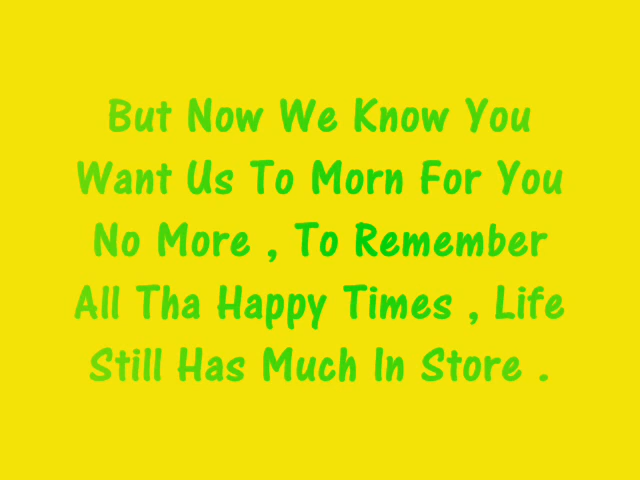 But Now We Know You
Want Us To Morn For You
No More , To Remember
All Tha Happy Times , Life
Still Has Much In Store .